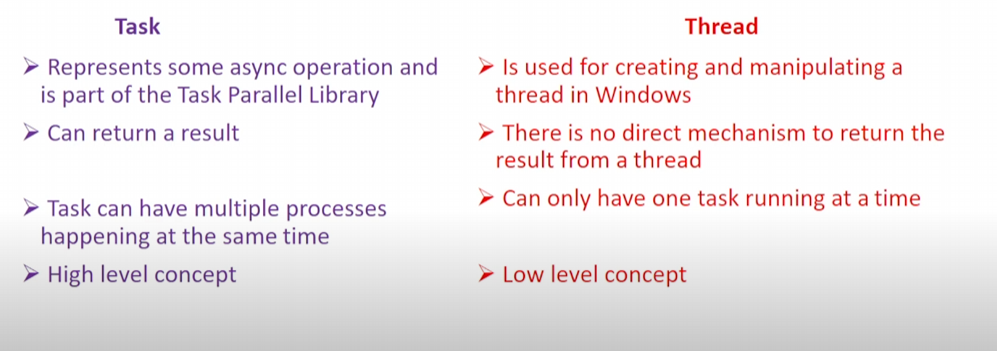 Task
➢ Represents some async operation and
is part of the Task Parallel Library
➢ Can return a result
➢ Task can have multiple processes
happening at the same time
➢ High level concept
Thread
➢ Is used for creating and manipulating a
thread in Windows
➢ There is no direct mechanism to return the
result from a thread
➢ Can only have one task running at a time
➢ Low level concept